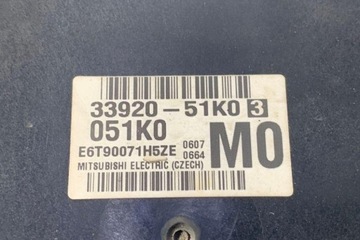 33920-51K0 3
051K0
E6T90071H5ZE 0607
0664
MITSUBISHI ELECTRIC (CZECH)
M0